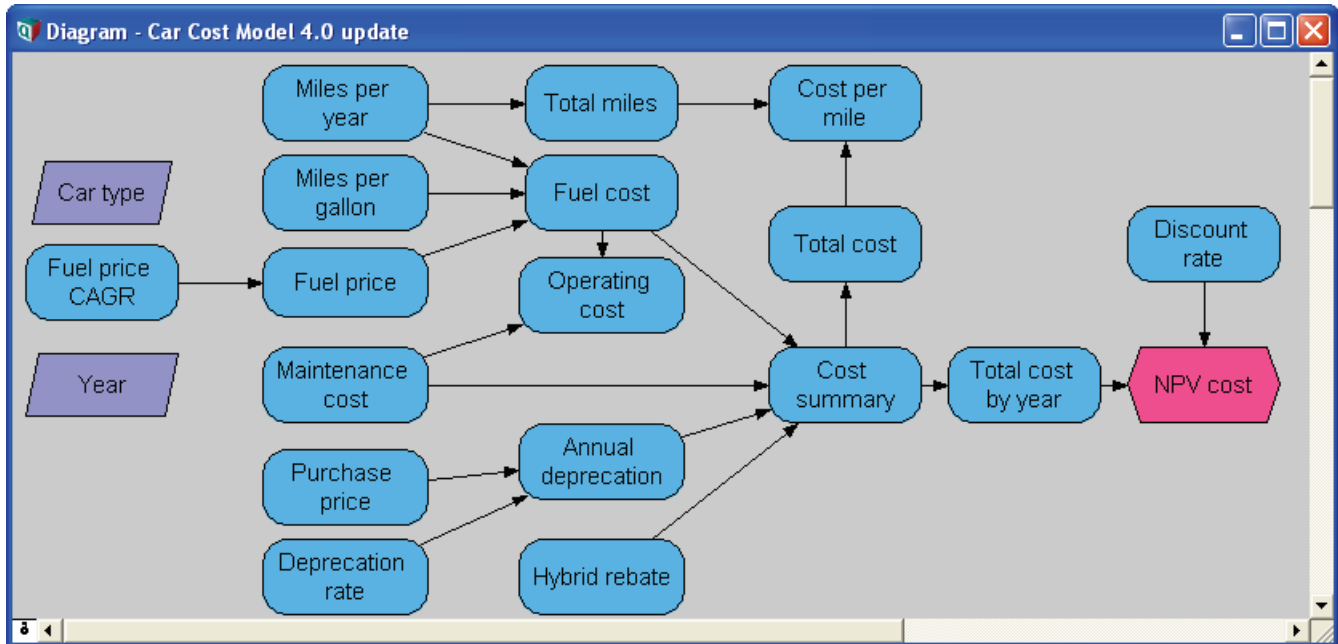 Diagram - Car Cost Model 4.0 update
Miles per
year
Total miles
Cost per
mile
Car type
Miles per
gallon
Fuel cost
Total cost
Discount
rate
Fuel price
CAGR
Fuel price
Operating
cost
Year
Maintenance
cost
Cost
summary
Total cost
by year
NPV cost
Purchase
price
Annual
deprecation
Deprecation
rate
Hybrid rebate